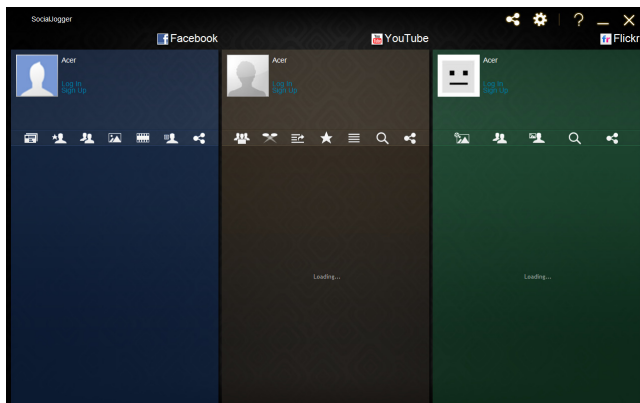 SocialJogger
Facebook
YouTube
Flickr
Acer
Log In
Sign Up
Acer
Log In
Sign Up
Acer
Log In
Sign Up
Loading...
Loading...